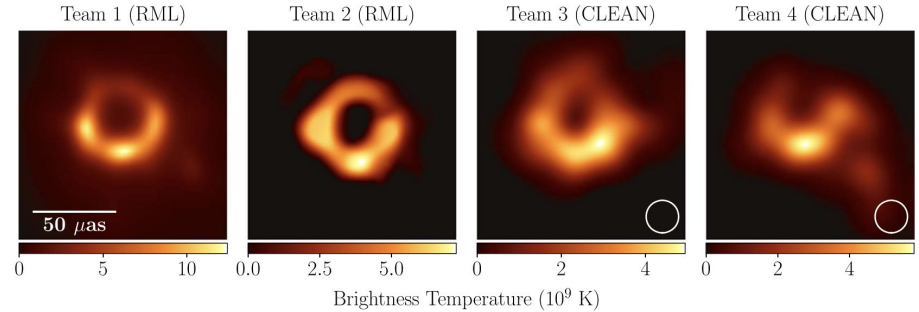 Team 1 (RML)
Team 2 (RML)
Team 3 (CLEAN)
Team 4 (CLEAN)
50 μas
0 5 10
0.0 2.5 5.0
0 2 4
0 2 4
Brightness Temperature (10⁹ K)